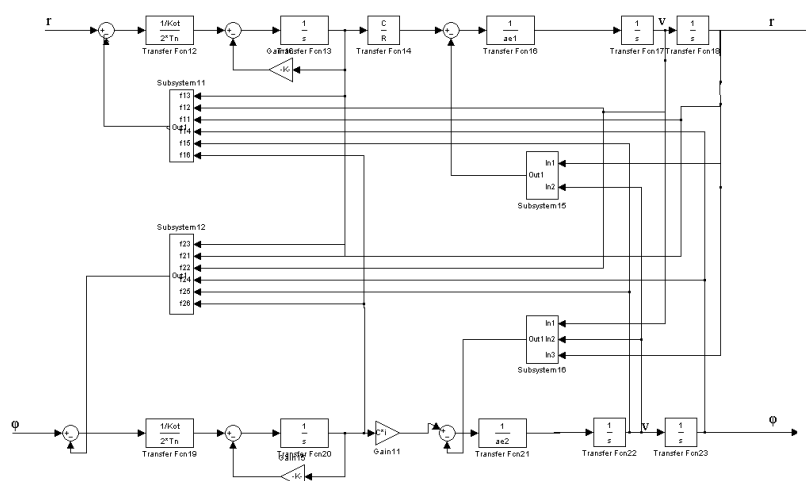 r
1/Kot
2*Tn
Transfer Fcn12
1
s
Transfer Fcn13
-K-
C
R
Transfer Fcn14
1
ae1
Transfer Fcn16
1
s
Transfer Fcn17
v
1
s
Transfer Fcn18
r
Subsystem11
f13
f12
f11
f14
f15
f16
Out1
In1
Out1
In2
Subsystem15
Subsystem12
f23
f21
f22
f24
f25
f26
Out1
In1
Out1 In2
In3
Subsystem16
φ
1/Kot
2*Tn
Transfer Fcn19
1
s
Transfer Fcn20
Gain15
-K-
C*i
Gain11
1
ae2
Transfer Fcn21
1
s
Transfer Fcn22
v
1
s
Transfer Fcn23
φ